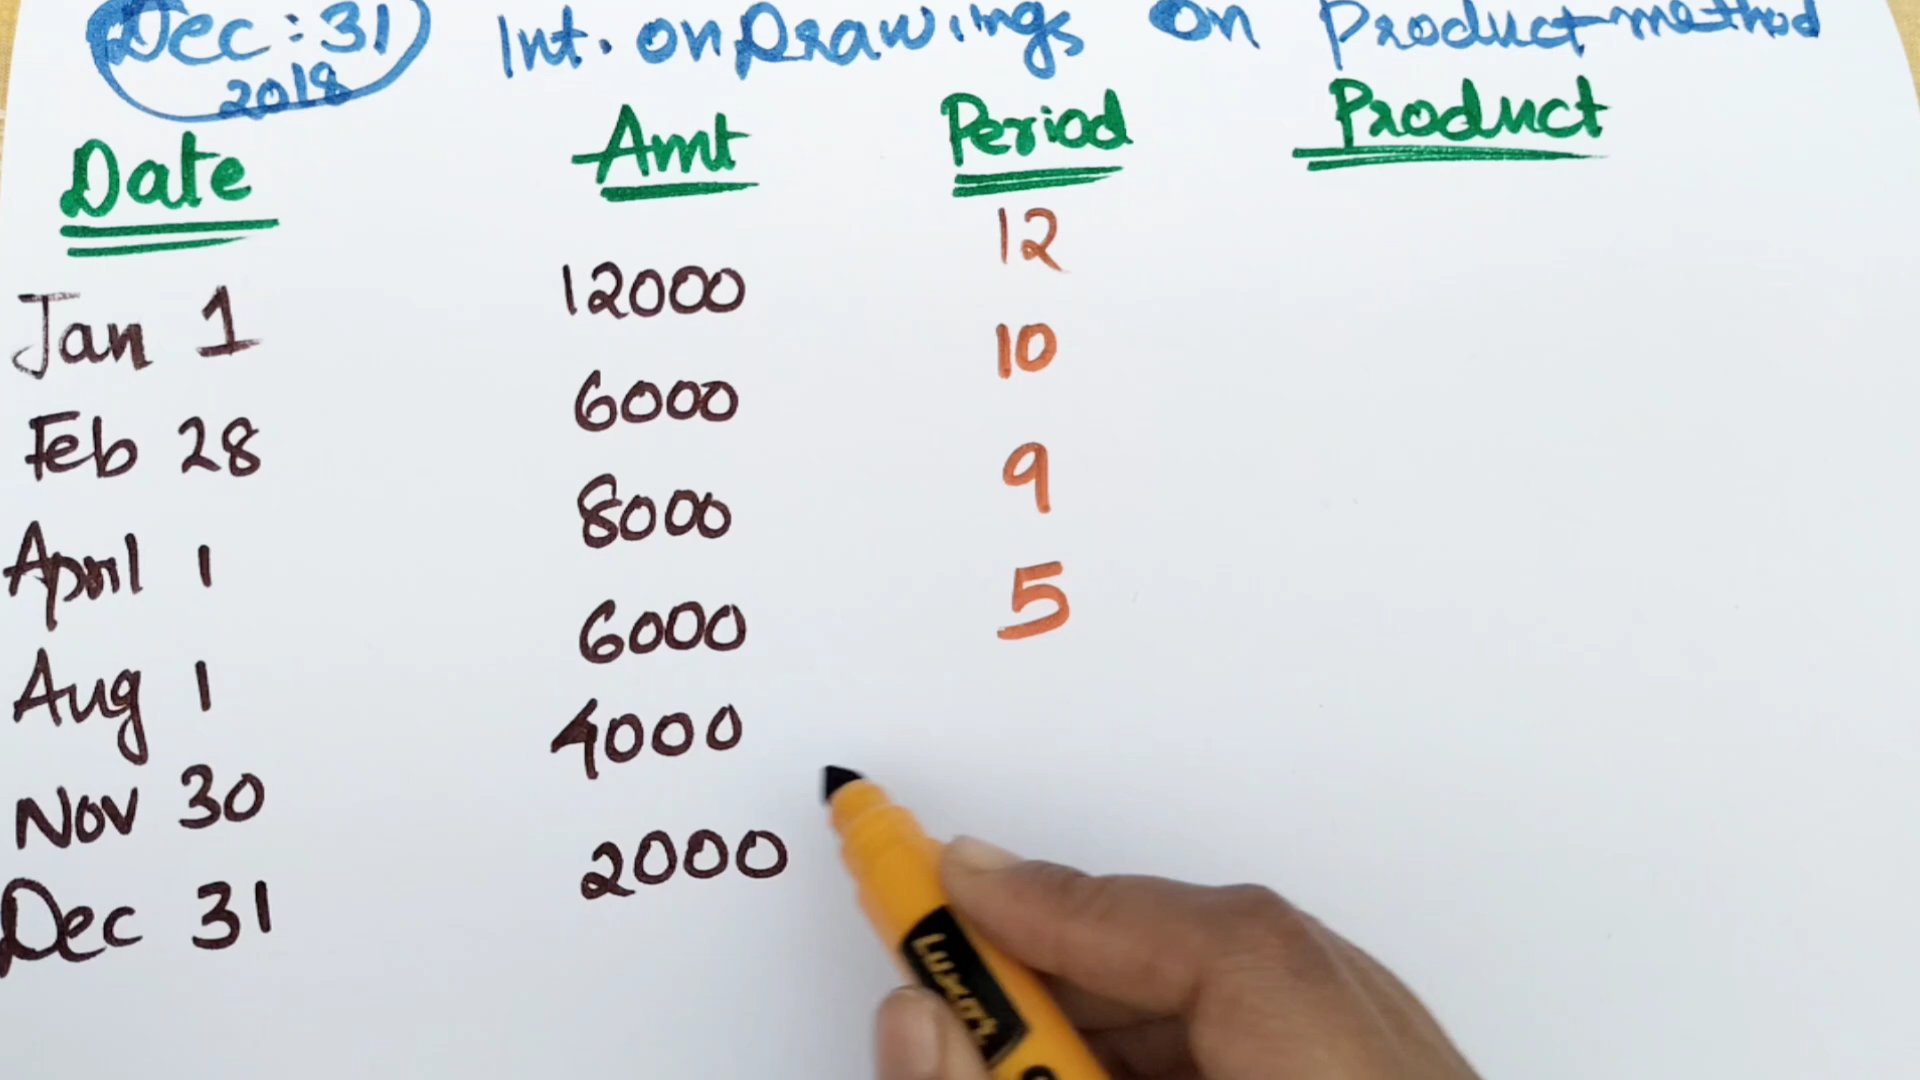 Dec : 31 Int. on Drawings on Product method
2018
Date Amt Period Product
12
Jan 1 12000
10
Feb 28 6000
9
April 1 8000
5
Aug 1 6000
Nov 30 4000
Dec 31 2000
Luxor